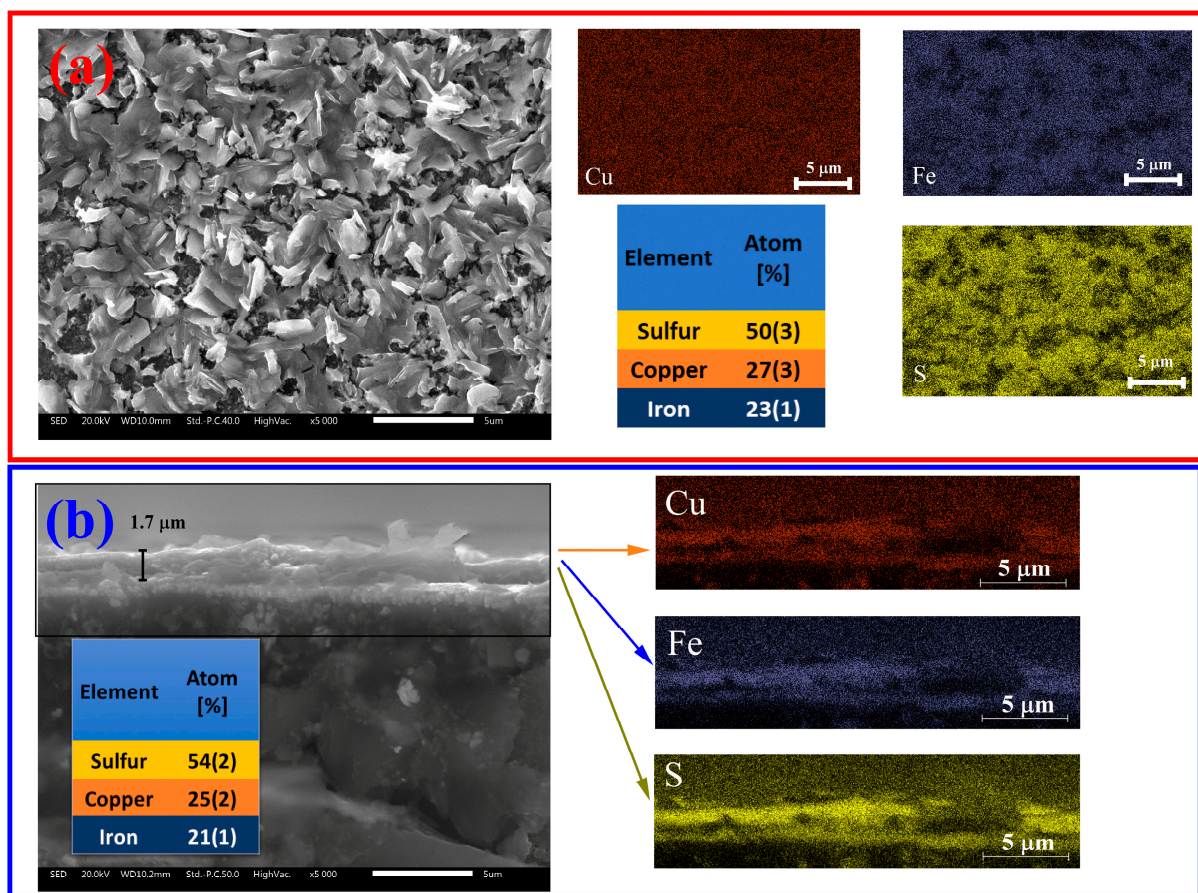 (a)
Cu
5 μm
Fe
5 μm
Element Atom [%]
Sulfur 50(3)
Copper 27(3)
Iron 23(1)
S
5 μm
SED 20.0kV WD10.0mm Std.-P.C.40.0 HighVac. x5 000 5um
(b)
1.7 μm
Cu
5 μm
Fe
5 μm
S
5 μm
Element Atom [%]
Sulfur 54(2)
Copper 25(2)
Iron 21(1)
SED 20.0kV WD10.2mm Std.-P.C.50.0 HighVac. x5 000 5um